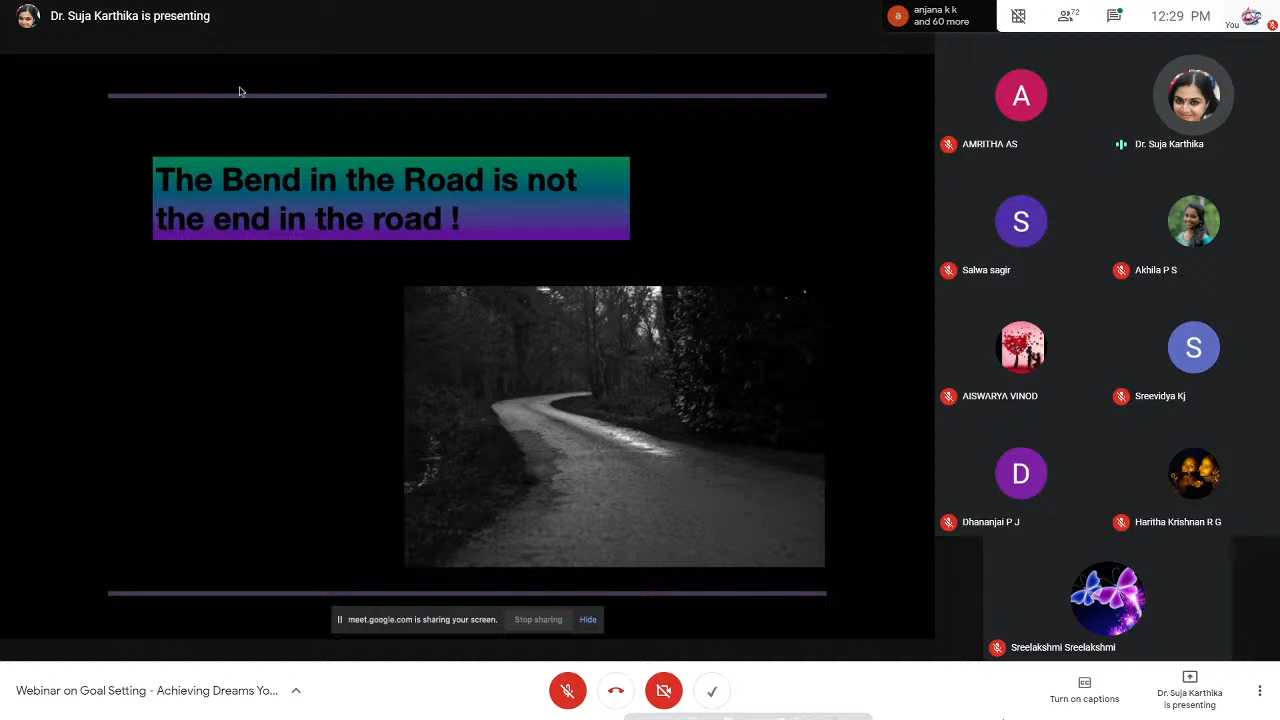 Dr. Suja Karthika is presenting
a
anjana k k
and 60 more
72
12:29 PM
You
The Bend in the Road is not
the end in the road !
A
AMRITHA AS
Dr. Suja Karthika
S
Salwa sagir
Akhila P S
AISWARYA VINOD
S
Sreevidya Kj
D
Dhananjai P J
Haritha Krishnan R G
Sreelakshmi Sreelakshmi
meet.google.com is sharing your screen.
Stop sharing
Hide
Webinar on Goal Setting - Achieving Dreams Yo...
CC
Turn on captions
Dr. Suja Karthika
is presenting